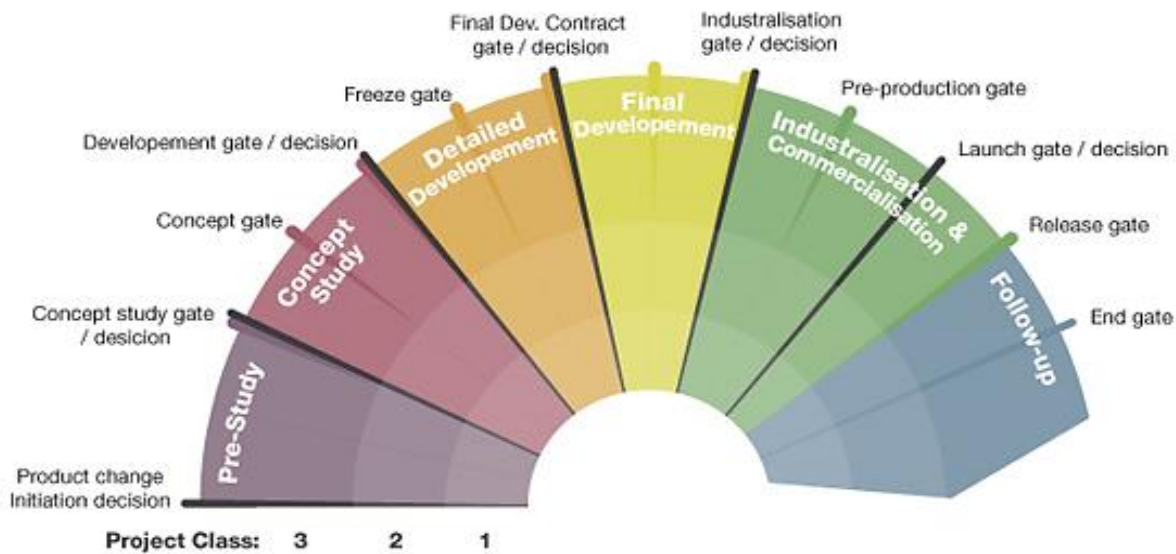 Final Dev. Contract
gate / decision
Industralisation
gate / decision
Freeze gate
Pre-production gate
Developement gate / decision
Launch gate / decision
Concept gate
Release gate
Concept study gate
/ desicion
End gate
Product change
Initiation decision
Pre-Study
Concept
Study
Detailed
Developement
Final
Developement
Industralisation &
Commercialisation
Follow-up
Project Class: 3 2 1